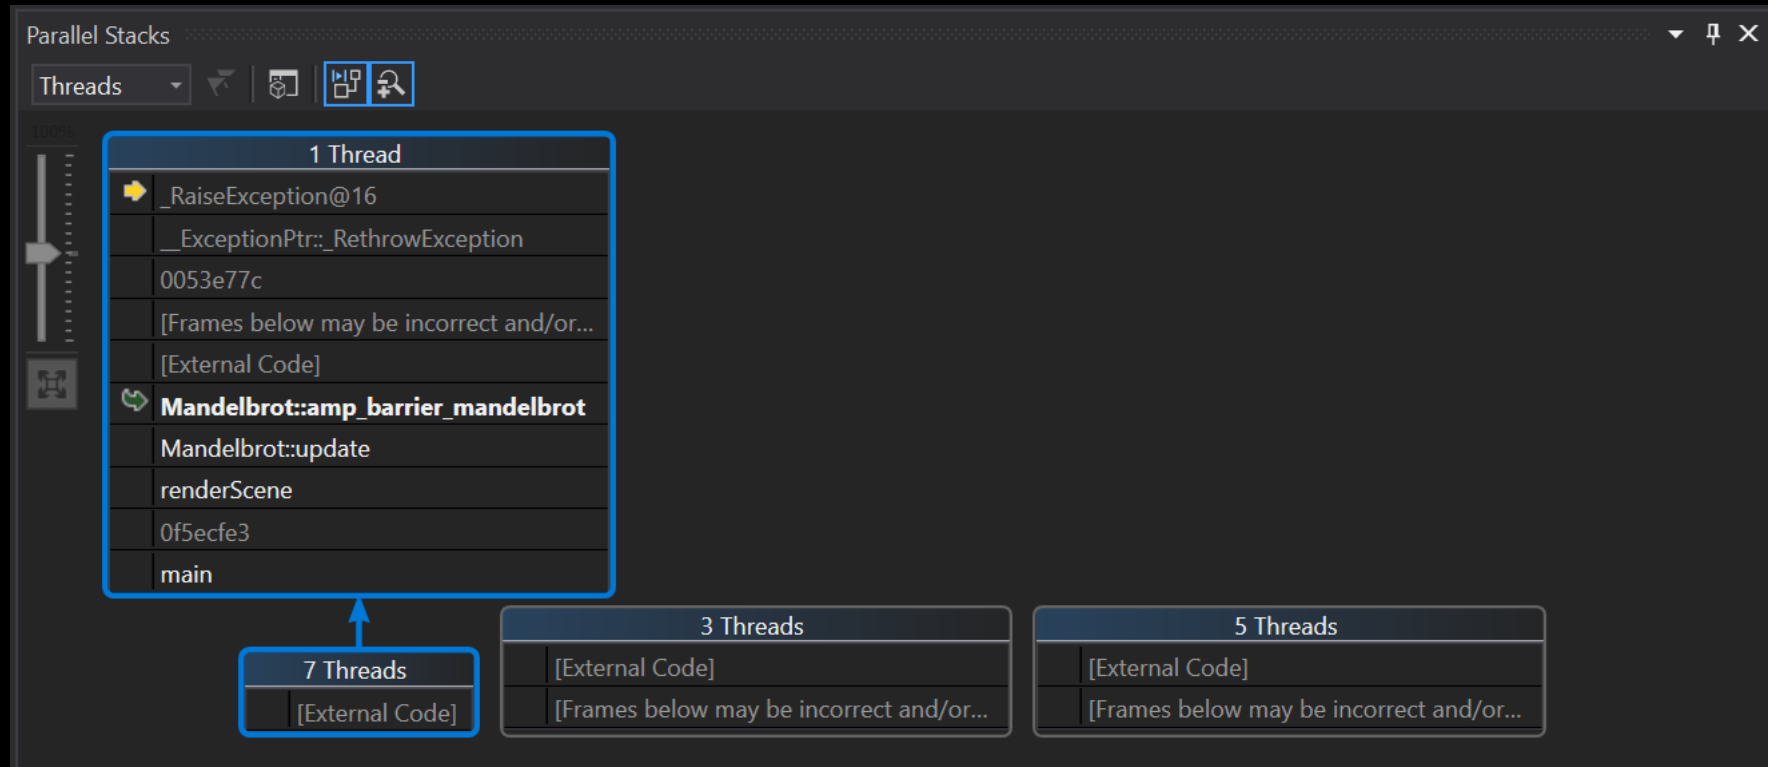 Parallel Stacks
Threads
100%
1 Thread
_RaiseException@16
__ExceptionPtr::_RethrowException
0053e77c
[Frames below may be incorrect and/or...
[External Code]
Mandelbrot::amp_barrier_mandelbrot
Mandelbrot::update
renderScene
0f5ecfe3
main
7 Threads
[External Code]
3 Threads
[External Code]
[Frames below may be incorrect and/or...
5 Threads
[External Code]
[Frames below may be incorrect and/or...